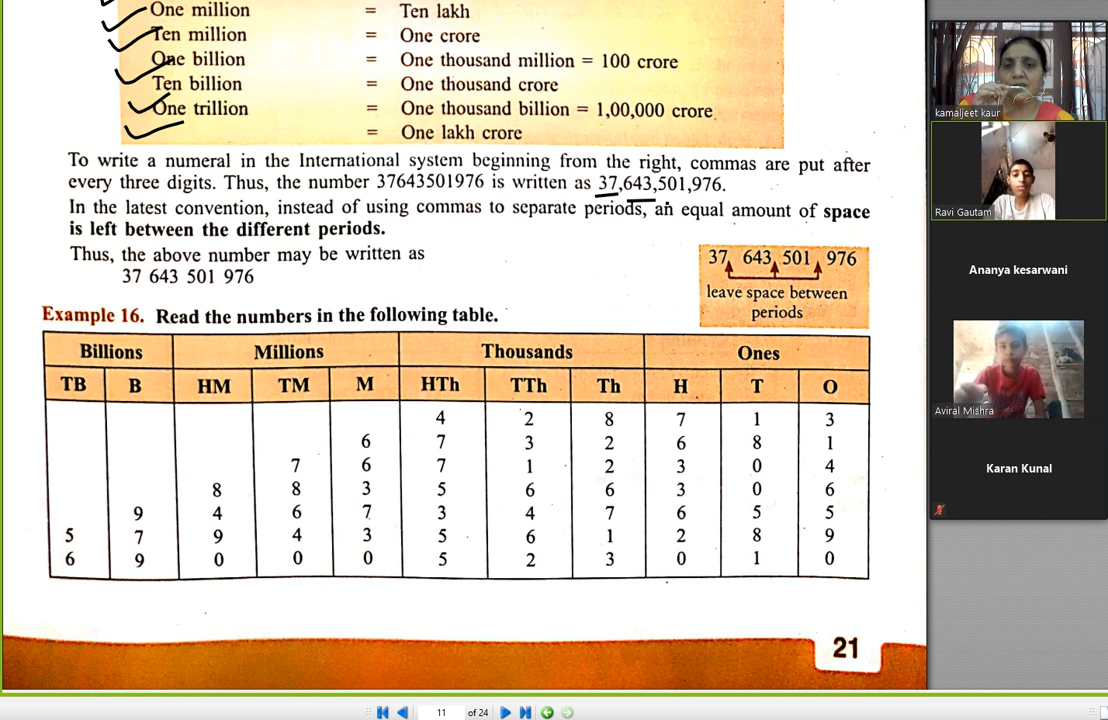 One million = Ten lakh
Ten million = One crore
One billion = One thousand million = 100 crore
Ten billion = One thousand crore
One trillion = One thousand billion = 1,00,000 crore
= One lakh crore
To write a numeral in the International system beginning from the right, commas are put after
every three digits. Thus, the number 37643501976 is written as 37,643,501,976.
In the latest convention, instead of using commas to separate periods, an equal amount of space
is left between the different periods.
Thus, the above number may be written as
37 643 501 976
37 643 501 976
leave space between
periods
Example 16. Read the numbers in the following table.
Billions Millions Thousands Ones
TB B HM TM M HTh TTh Th H T O
4 2 8 7 1 3
6 7 3 2 6 8 1
7 6 7 1 2 3 0 4
8 8 3 5 6 6 3 0 6
9 4 6 7 3 4 7 6 5 5
5 7 9 4 3 5 6 1 2 8 9
6 9 0 0 0 5 2 3 0 1 0
21
11 of 24
kamaljeet kaur
Ravi Gautam
Ananya kesarwani
Aviral Mishra
Karan Kunal